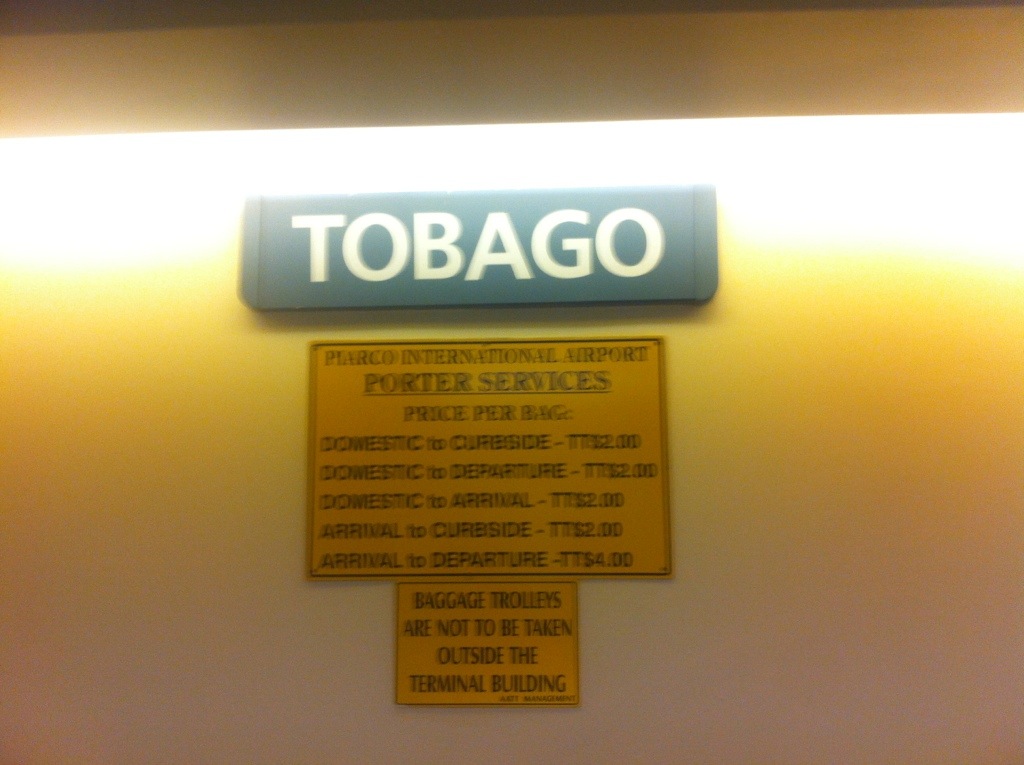 TOBAGO
PIARCO INTERNATIONAL AIRPORT
PORTER SERVICES
PRICE PER BAG:
DOMESTIC to CURBSIDE - TT$2.00
DOMESTIC to DEPARTURE - TT$2.00
DOMESTIC to ARRIVAL - TT$2.00
ARRIVAL to CURBSIDE - TT$2.00
ARRIVAL to DEPARTURE -TT$4.00
BAGGAGE TROLLEYS
ARE NOT TO BE TAKEN
OUTSIDE THE
TERMINAL BUILDING
MANAGEMENT